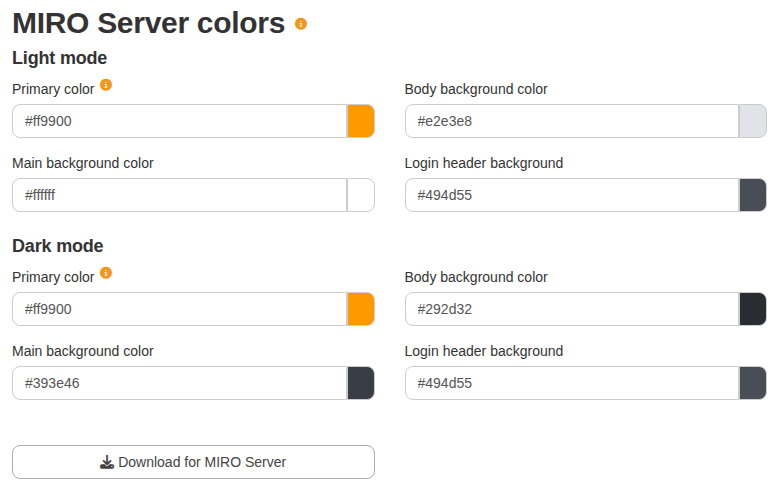 MIRO Server colors
Light mode
Primary color
Body background color
#ff9900
#e2e3e8
Main background color
Login header background
#ffffff
#494d55
Dark mode
Primary color
Body background color
#ff9900
#292d32
Main background color
Login header background
#393e46
#494d55
Download for MIRO Server